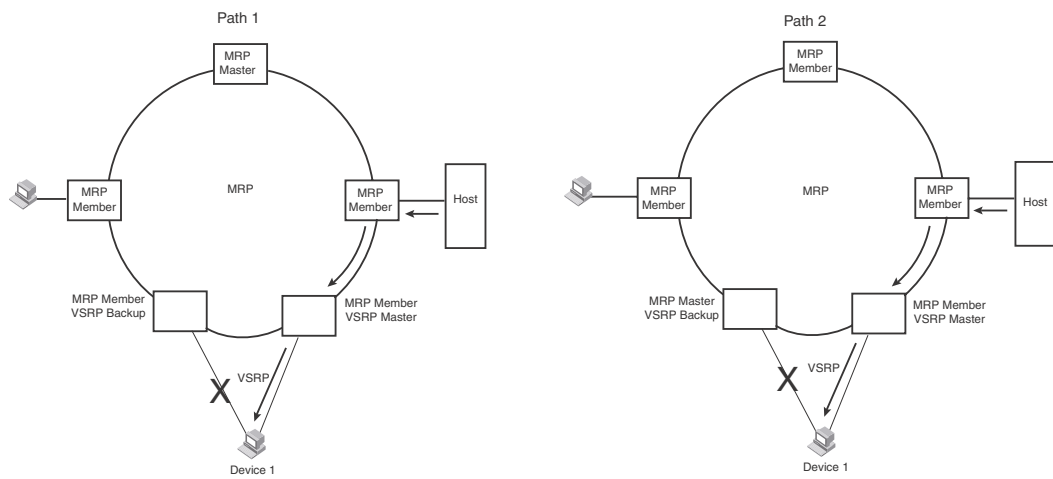 Path 1
MRP
Master
MRP
Member
MRP
MRP
Member
Host
MRP Member
VSRP Backup
MRP Member
VSRP Master
X
VSRP
Device 1
Path 2
MRP
Member
MRP
Member
MRP
MRP
Member
Host
MRP Master
VSRP Backup
MRP Member
VSRP Master
X
VSRP
Device 1